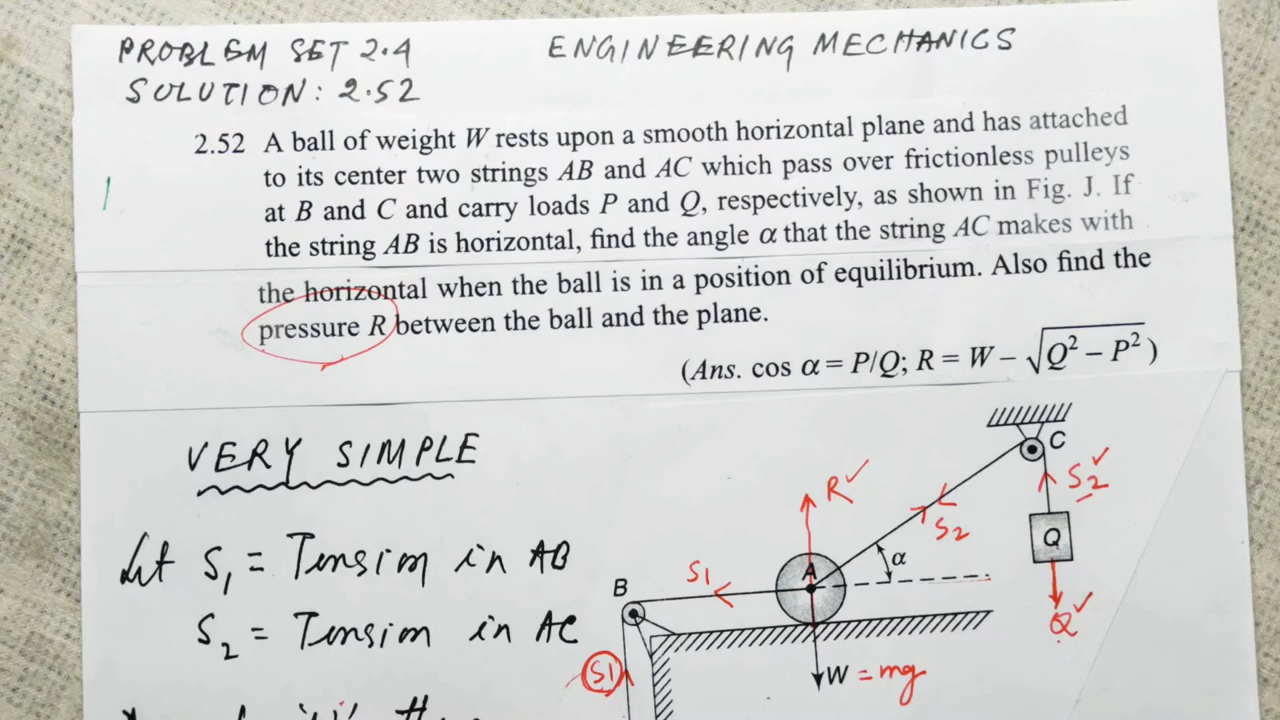 PROBLEM SET 2.4 ENGINEERING MECHANICS
SOLUTION: 2.52
2.52 A ball of weight W rests upon a smooth horizontal plane and has attached
to its center two strings AB and AC which pass over frictionless pulleys
at B and C and carry loads P and Q, respectively, as shown in Fig. J. If
the string AB is horizontal, find the angle α that the string AC makes with
the horizontal when the ball is in a position of equilibrium. Also find the
pressure R between the ball and the plane.
(Ans. cos α = P/Q; R = W – √Q² – P²)
VERY SIMPLE
C
R
S2
S2
Q
Let S1 = Tension in AB
S1
A
α
B
Q
S2 = Tension in AC
S1
W = mg